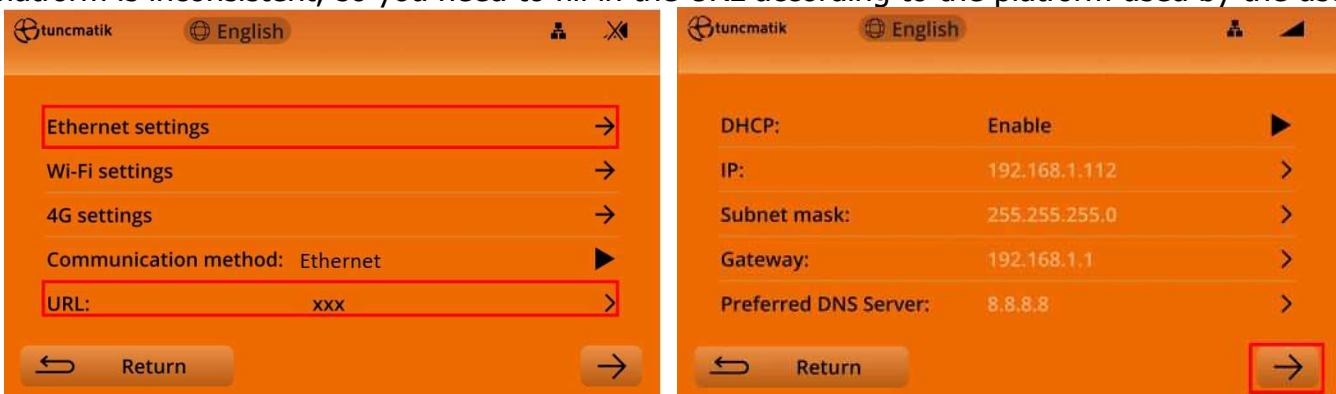 platform is inconsistent, so you need to fill in the URL according to the platform used by the
tuncmatik English
Ethernet settings
Wi-Fi settings
4G settings
Communication method: Ethernet
URL: xxx
Return
tuncmatik English
DHCP: Enable
IP: 192.168.1.112
Subnet mask: 255.255.255.0
Gateway: 192.168.1.1
Preferred DNS Server: 8.8.8.8
Return